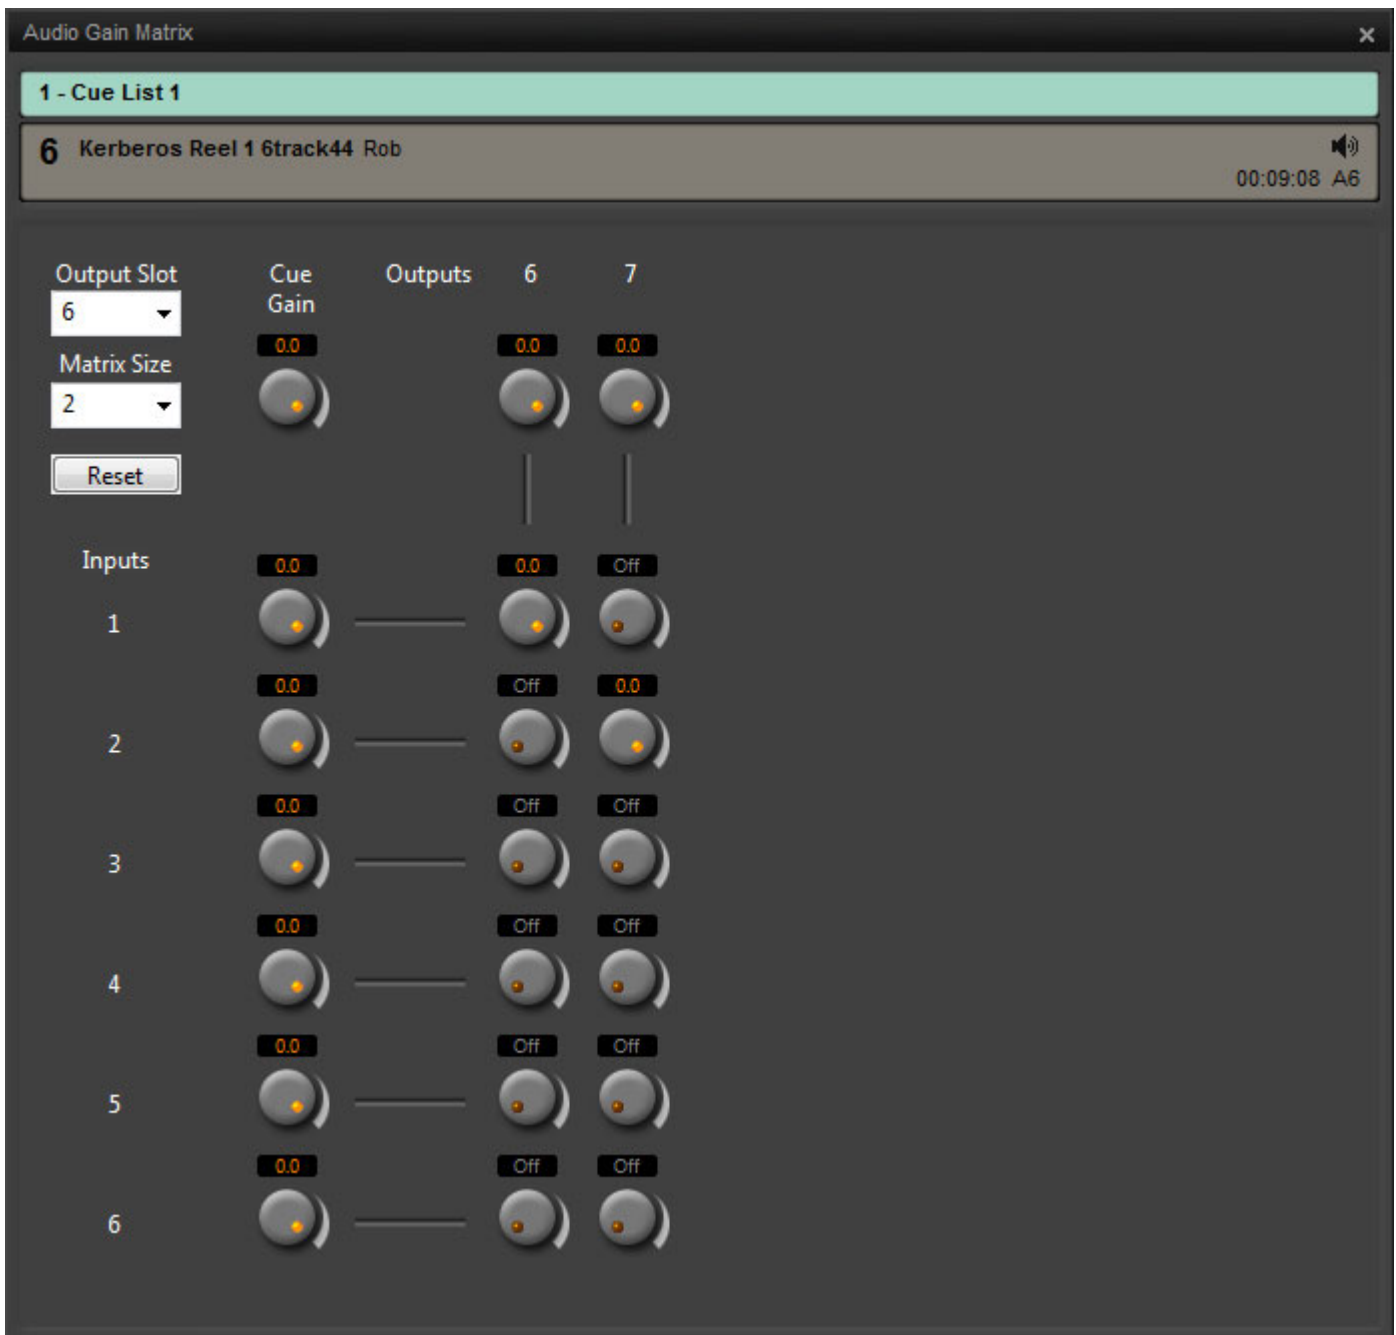 Audio Gain Matrix
1 - Cue List 1
6 Kerberos Reel 1 6track44 Rob
00:09:08 A6
Output Slot Cue Outputs 6 7
6 Gain
0.0 0.0 0.0
Matrix Size
2
Reset
Inputs 0.0 0.0 Off
1
0.0 Off 0.0
2
0.0 Off Off
3
0.0 Off Off
4
0.0 Off Off
5
0.0 Off Off
6